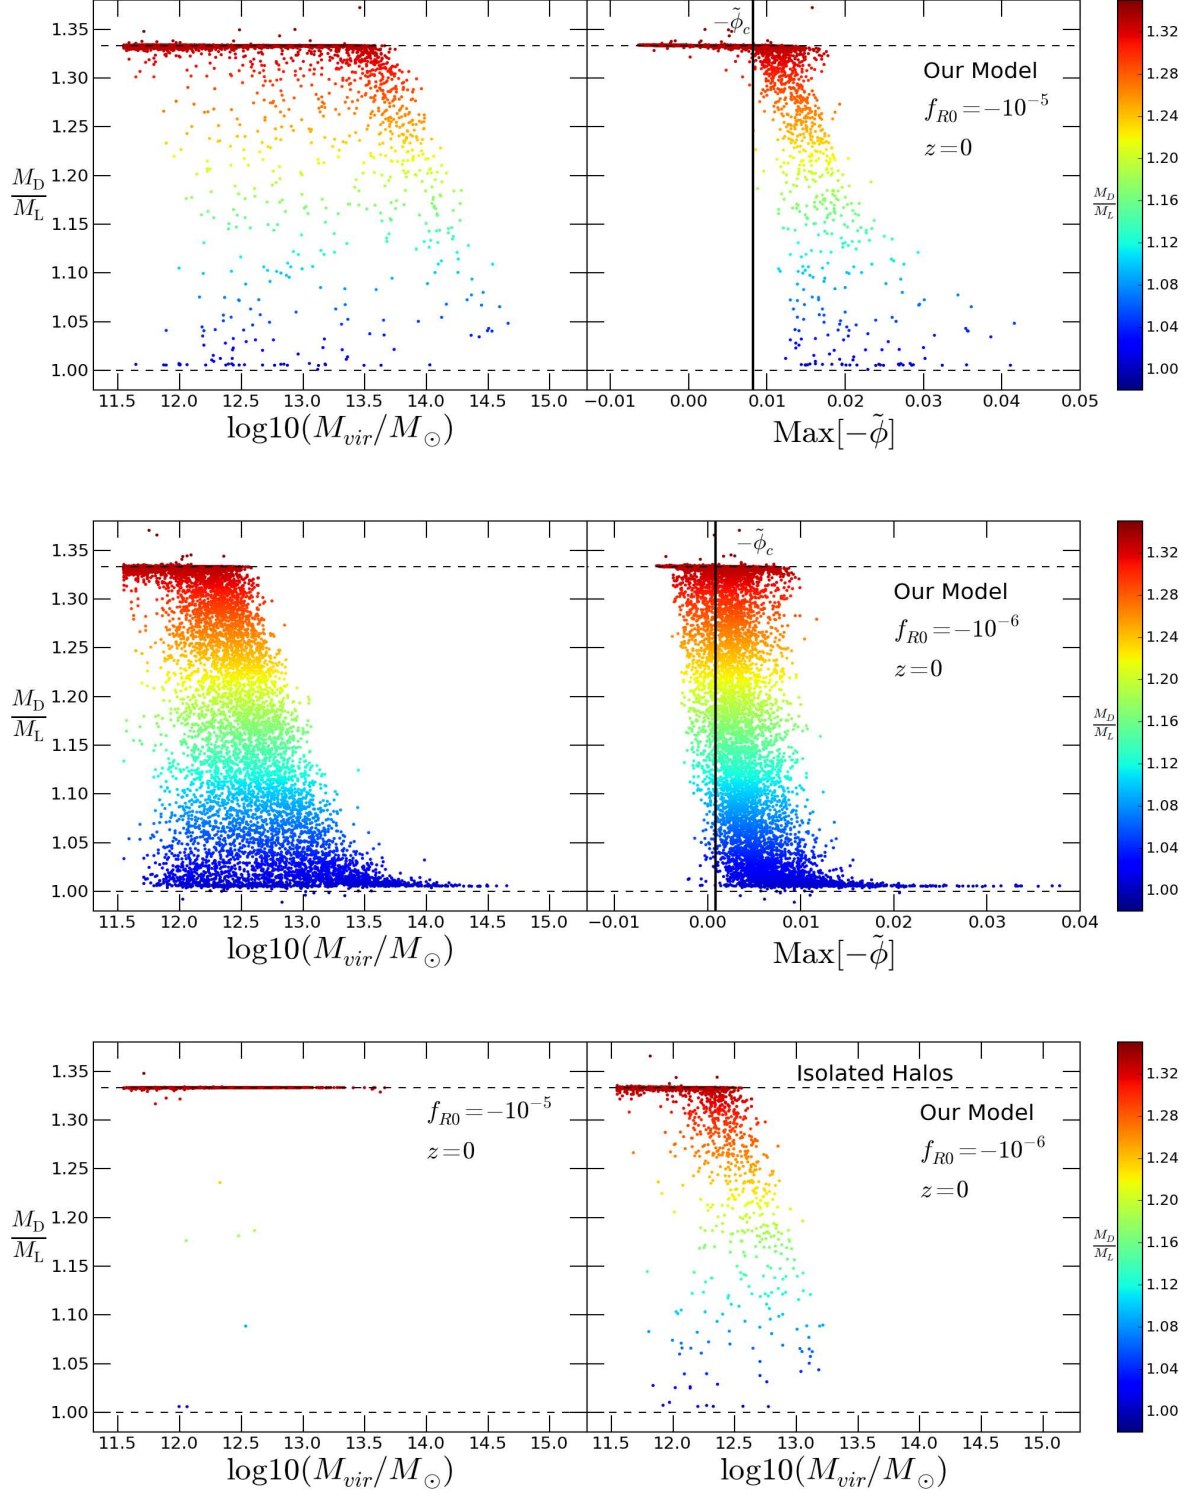 1.35
1.30
1.25
1.20
1.15
1.10
1.05
1.00
M_D/M_L
11.5 12.0 12.5 13.0 13.5 14.0 14.5 15.0
log10(M_vir/M_⊙)
−φ̃_c
Our Model
f_R0=−10^−5
z=0
−0.01 0.00 0.01 0.02 0.03 0.04 0.05
Max[−φ̃]
M_D/M_L
1.32
1.28
1.24
1.20
1.16
1.12
1.08
1.04
1.00
1.35
1.30
1.25
1.20
1.15
1.10
1.05
1.00
M_D/M_L
11.5 12.0 12.5 13.0 13.5 14.0 14.5 15.0
log10(M_vir/M_⊙)
−φ̃_c
Our Model
f_R0=−10^−6
z=0
−0.01 0.00 0.01 0.02 0.03 0.04
Max[−φ̃]
M_D/M_L
1.32
1.28
1.24
1.20
1.16
1.12
1.08
1.04
1.00
1.35
1.30
1.25
1.20
1.15
1.10
1.05
1.00
M_D/M_L
f_R0=−10^−5
z=0
11.5 12.0 12.5 13.0 13.5 14.0 14.5 15.0
log10(M_vir/M_⊙)
Isolated Halos
Our Model
f_R0=−10^−6
z=0
11.5 12.0 12.5 13.0 13.5 14.0 14.5 15.0
log10(M_vir/M_⊙)
M_D/M_L
1.32
1.28
1.24
1.20
1.16
1.12
1.08
1.04
1.00